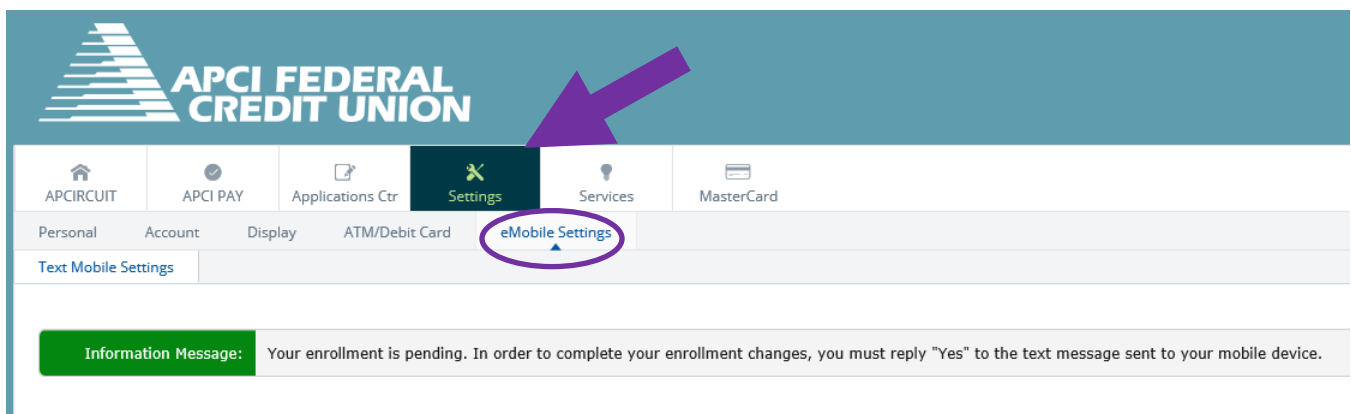 APCI FEDERAL
CREDIT UNION
APCIRCUIT APCI PAY Applications Ctr Settings Services MasterCard
Personal Account Display ATM/Debit Card eMobile Settings
Text Mobile Settings
Information Message: Your enrollment is pending. In order to complete your enrollment changes, you must reply "Yes" to the text message sent to your mobile device.